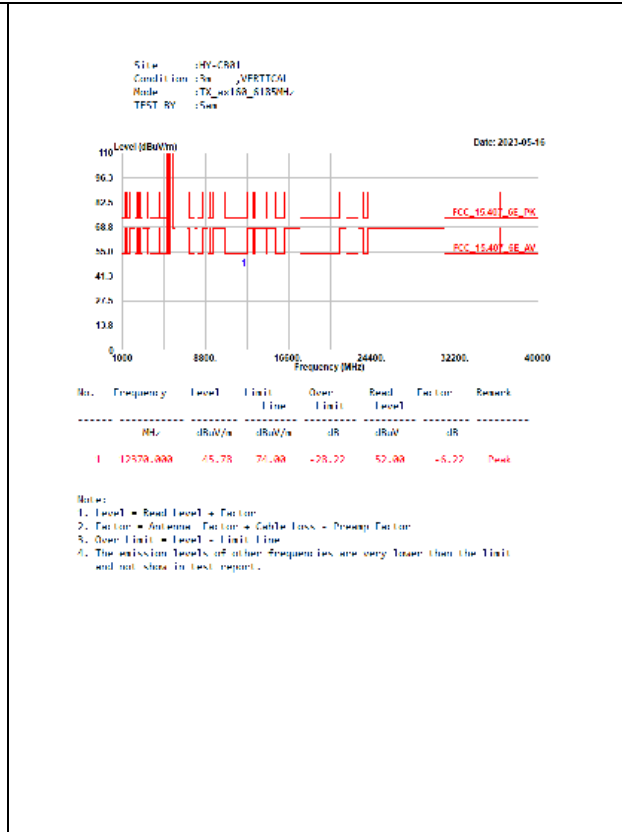 Site :HY-CB01
Condition :3m ,VERTICAL
Mode :TX_ax160_6185MHz
TEST BY :Sam
Level (dBuV/m)
Date: 2023-05-16
110
96.3
82.5
68.8
55.0
41.3
27.5
13.8
0
FCC_15.407_6E_PK
FCC_15.407_6E_AV
1
1000 8800. 16600. 24400. 32200. 40000
Frequency (MHz)
No. Frequency Level Limit Over Read Factor Remark
Line Limit Level
MHz dBuV/m dBuV/m dB dBuV dB
1 12370.000 45.78 74.00 -28.22 52.00 -6.22 Peak
Note:
1. Level = Read Level + Factor
2. Factor = Antenna Factor + Cable Loss - Preamp Factor
3. Over Limit = Level - Limit Line
4. The emission levels of other frequencies are very lower than the limit
and not show in test report.